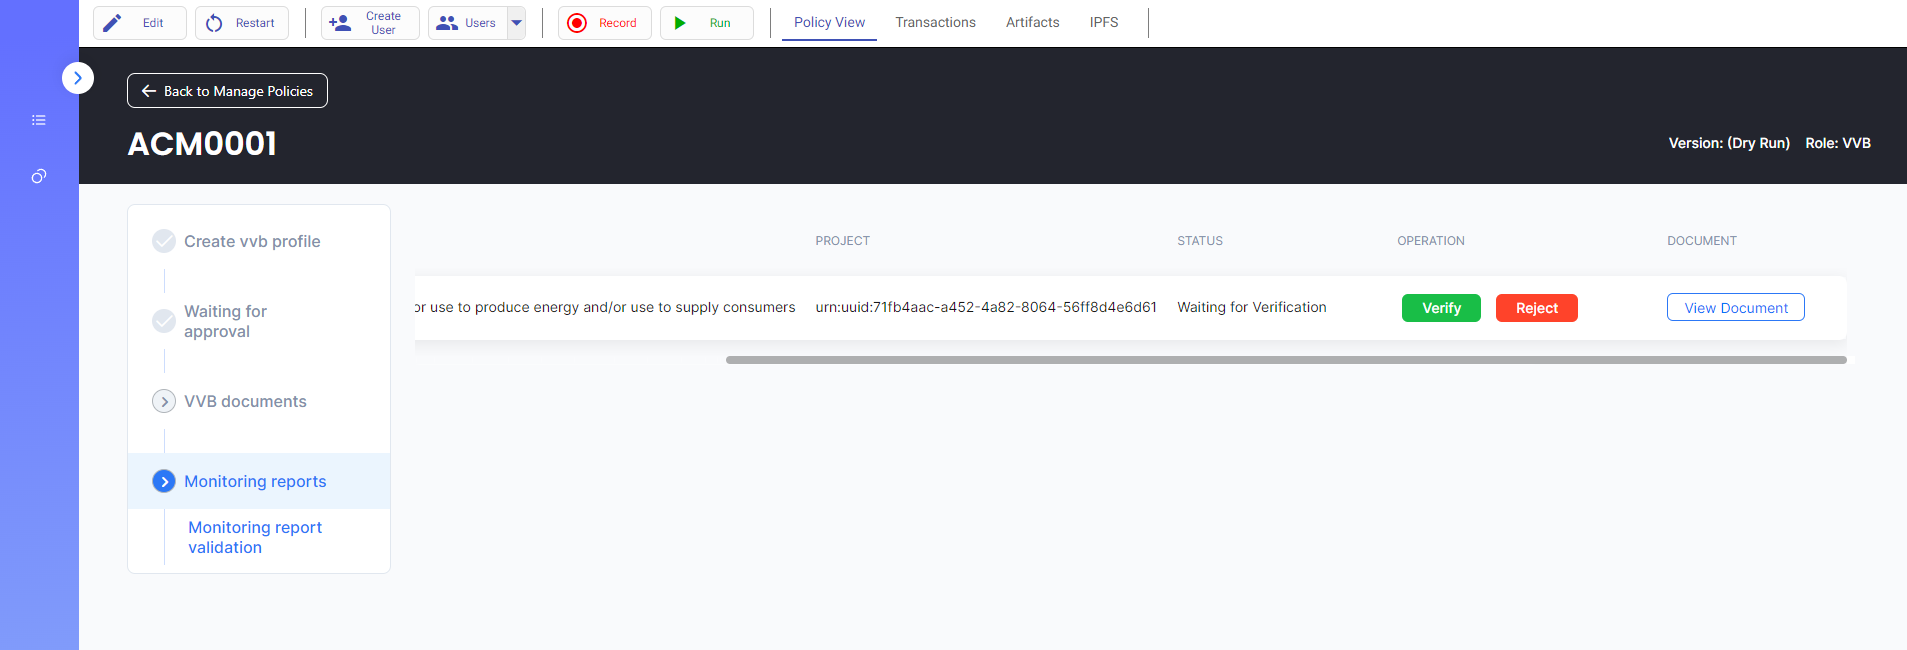 Edit
Restart
Create
User
Users
Record
Run
Policy View
Transactions
Artifacts
IPFS
Back to Manage Policies
ACM0001
Version: (Dry Run)
Role: VVB
Create vvb profile
Waiting for
approval
VVB documents
Monitoring reports
Monitoring report
validation
PROJECT
STATUS
OPERATION
DOCUMENT
or use to produce energy and/or use to supply consumers
urn:uuid:71fb4aac-a452-4a82-8064-56ff8d4e6d61
Waiting for Verification
Verify
Reject
View Document